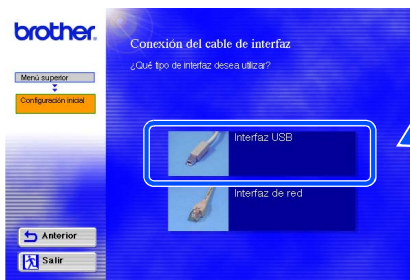 brother.
Conexión del cable de interfaz
¿Qué tipo de interfaz desea utilizar?
Menú superior
Configuración inicial
Interfaz USB
Interfaz de red
Anterior
Salir